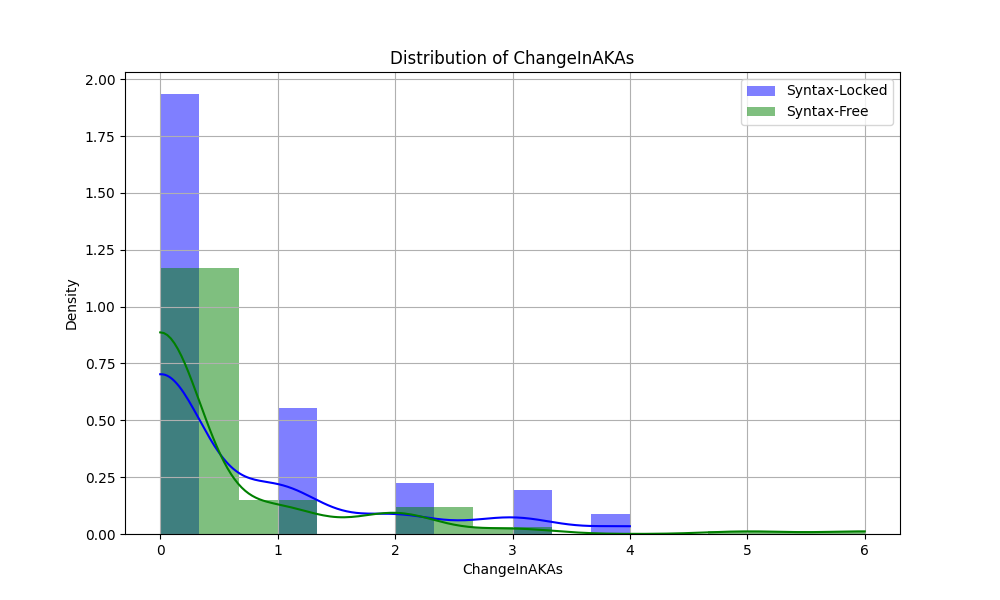 Distribution of ChangeInAKAs
Syntax-Locked
Syntax-Free
Density
2.00
1.75
1.50
1.25
1.00
0.75
0.50
0.25
0.00
0 1 2 3 4 5 6
ChangeInAKAs